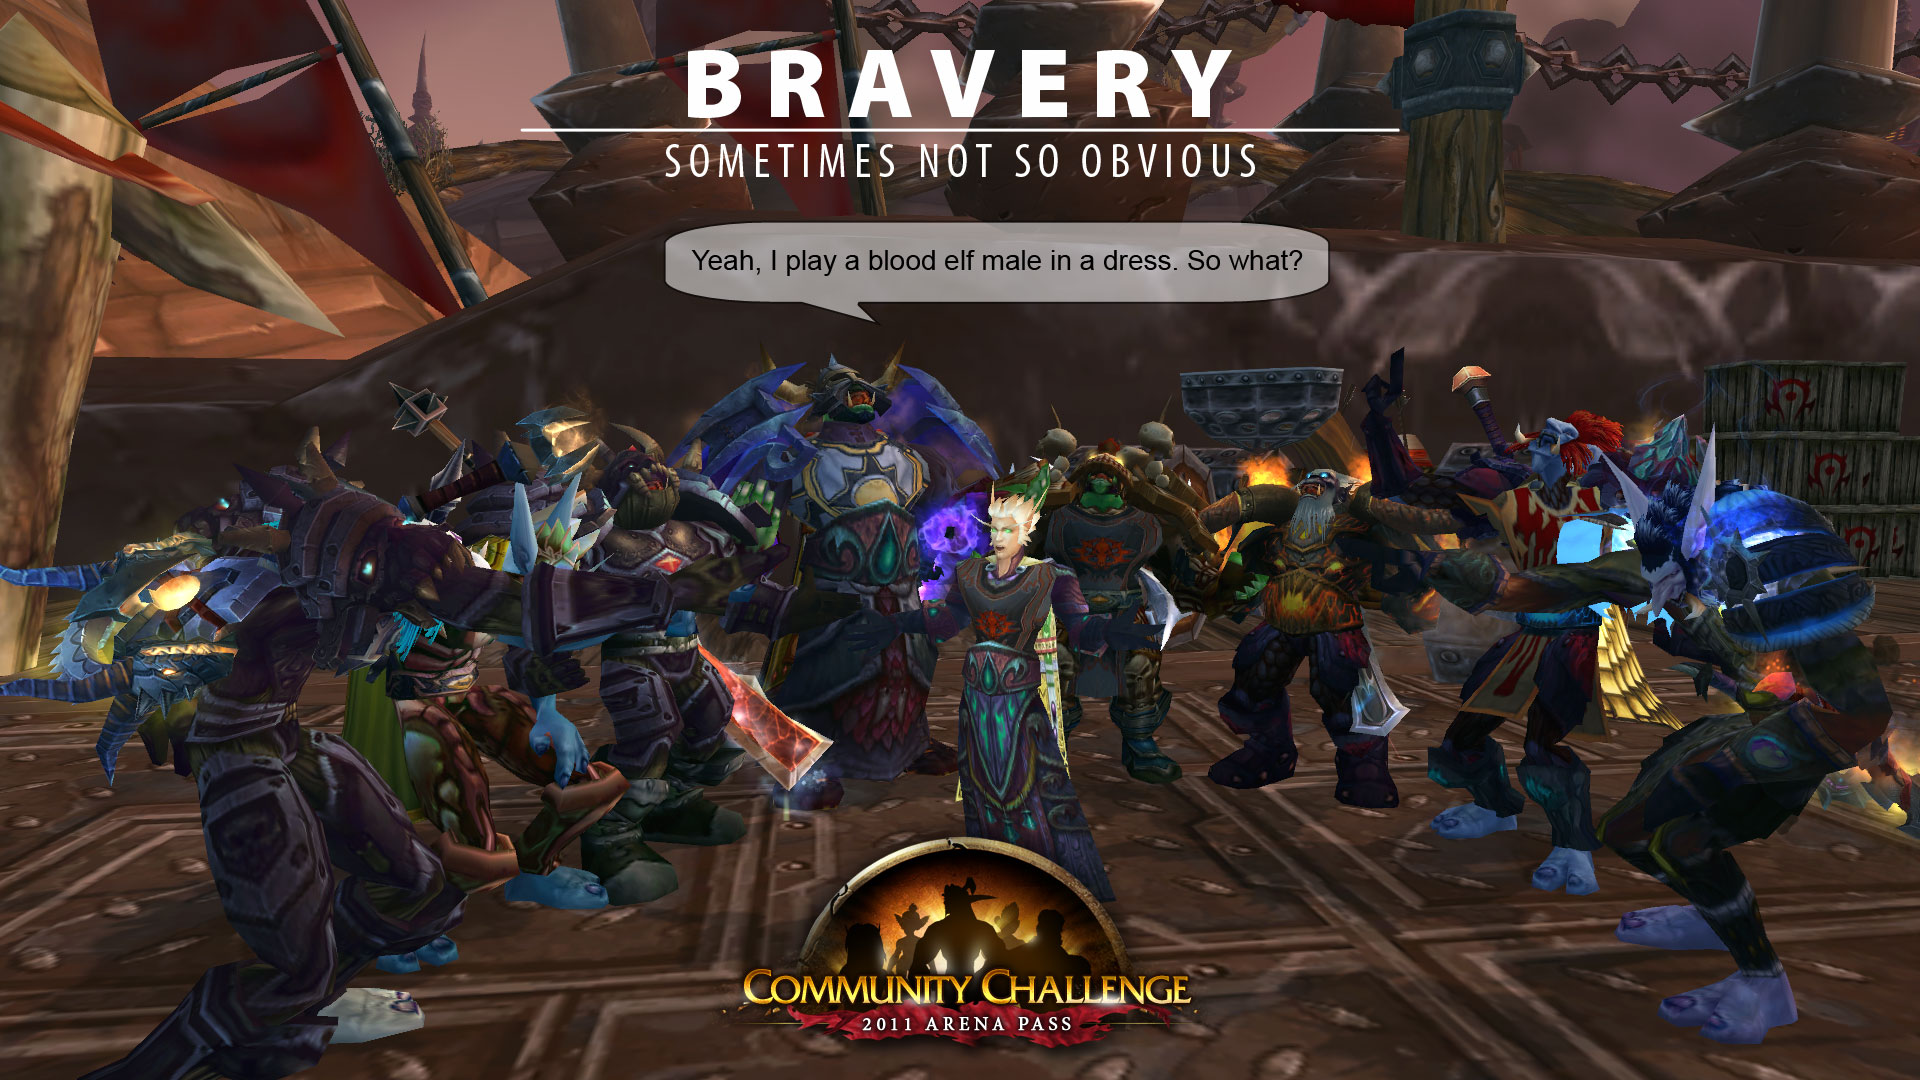 BRAVERY
SOMETIMES NOT SO OBVIOUS
Yeah, I play a blood elf male in a dress. So what?
COMMUNITY CHALLENGE
2011 ARENA PASS